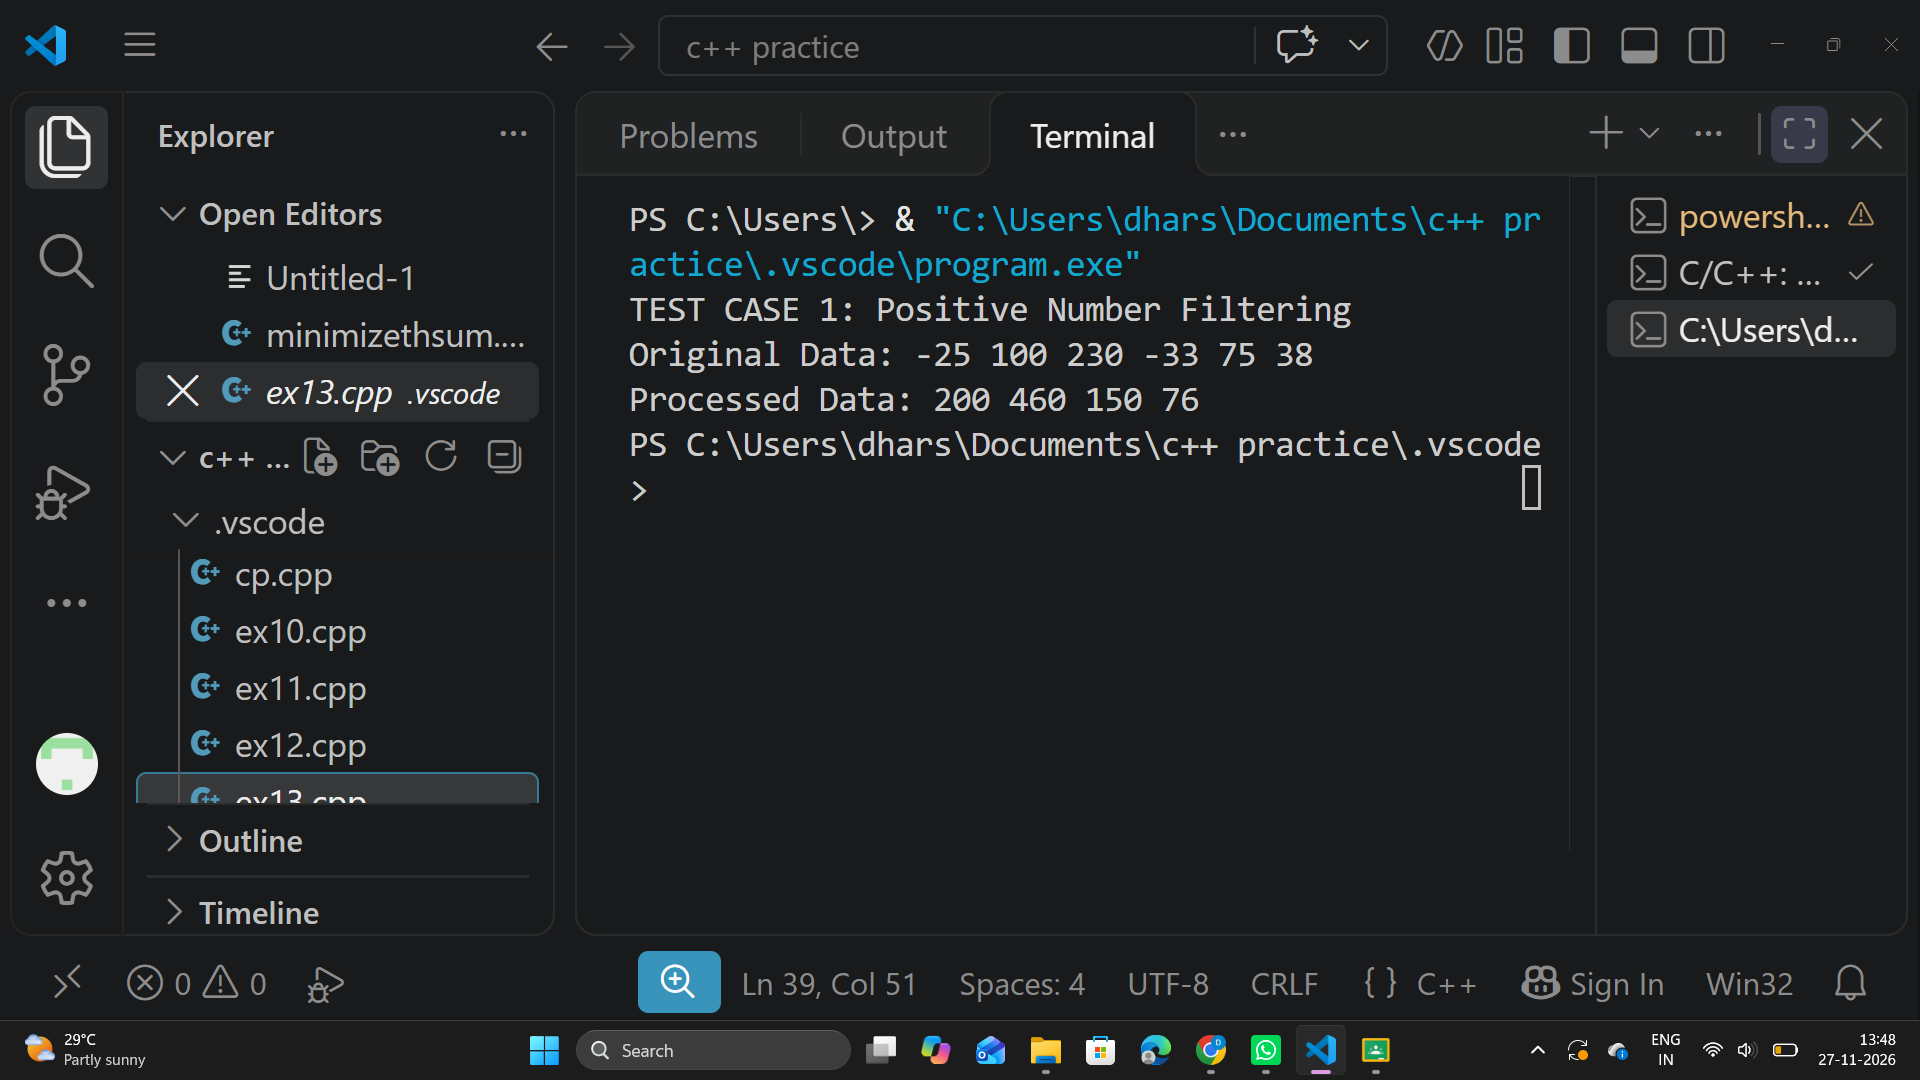 c++ practice
Explorer
Open Editors
Untitled-1
minimizethsum....
ex13.cpp .vscode
c++ ...
.vscode
cp.cpp
ex10.cpp
ex11.cpp
ex12.cpp
ex13.cpp
Outline
Timeline
Problems
Output
Terminal
PS C:\Users\> & "C:\Users\dhars\Documents\c++ pr
actice\.vscode\program.exe"
TEST CASE 1: Positive Number Filtering
Original Data: -25 100 230 -33 75 38
Processed Data: 200 460 150 76
PS C:\Users\dhars\Documents\c++ practice\.vscode
>
powersh...
C/C++: ...
C:\Users\d...
0 0
Ln 39, Col 51
Spaces: 4
UTF-8
CRLF
{ } C++
Sign In
Win32
29°C
Partly sunny
Search
ENG
IN
13:48
27-11-2026